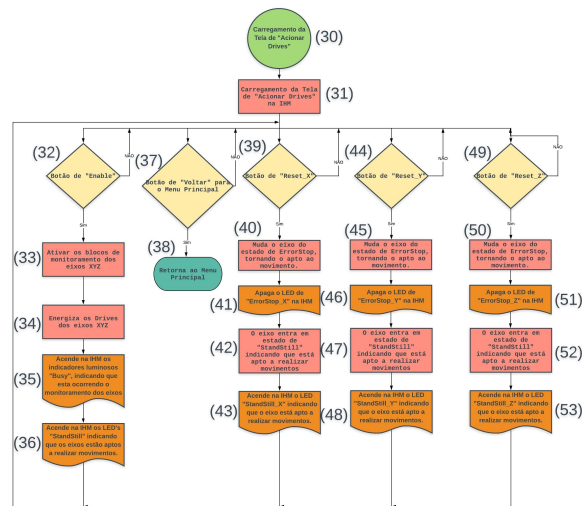 Carregamento da
Tela de "Acionar
Drives"
(30)
Carregamento da Tela
de "Acionar Drives"
na IHM
(31)
(32)
Botão de "Enable"
NÃO
Sim
(33)
Ativar os blocos de
monitoramento dos
eixos XYZ
(34)
Energiza os Drives
dos eixos XYZ
(35)
Acende na IHM os
indicadores luminosos
"Busy", indicando que
esta ocorrendo o
monitoramento dos eixos
(36)
Acende na IHM os LED's
"StandStill" indicando
que os eixos estão aptos
a realizar movimentos.
(37)
Botão de "Voltar" para
o Menu Principal
NÃO
Sim
(38)
Retorna ao Menu
Principal
(39)
Botão de "Reset_X"
NÃO
Sim
(40)
Muda o eixo do
estado de ErrorStop,
tornando o apto ao
movimento.
(41)
Apaga o LED de
"ErrorStop_X" na IHM
(42)
O eixo entra em
estado de
"StandStill"
indicando que está
apto a realizar
movimentos
(43)
Acende na IHM o LED
"StandStill_X" indicando
que o eixo está apto a
realizar movimentos.
(44)
Botão de "Reset_Y"
NÃO
Sim
(45)
Muda o eixo do
estado de ErrorStop,
tornando o apto ao
movimento.
(46)
Apaga o LED de
"ErrorStop_Y" na IHM
(47)
O eixo entra em
estado de
"StandStill"
indicando que está
apto a realizar
movimentos
(48)
Acende na IHM o LED
"StandStill_Y" indicando
que o eixo está apto a
realizar movimentos.
(49)
Botão de "Reset_Z"
NÃO
Sim
(50)
Muda o eixo do
estado de ErrorStop,
tornando o apto ao
movimento.
(51)
Apaga o LED de
"ErrorStop_Z" na IHM
(52)
O eixo entra em
estado de
"StandStill"
indicando que está
apto a realizar
movimentos
(53)
Acende na IHM o LED
"StandStill_Z" indicando
que o eixo está apto a
realizar movimentos.